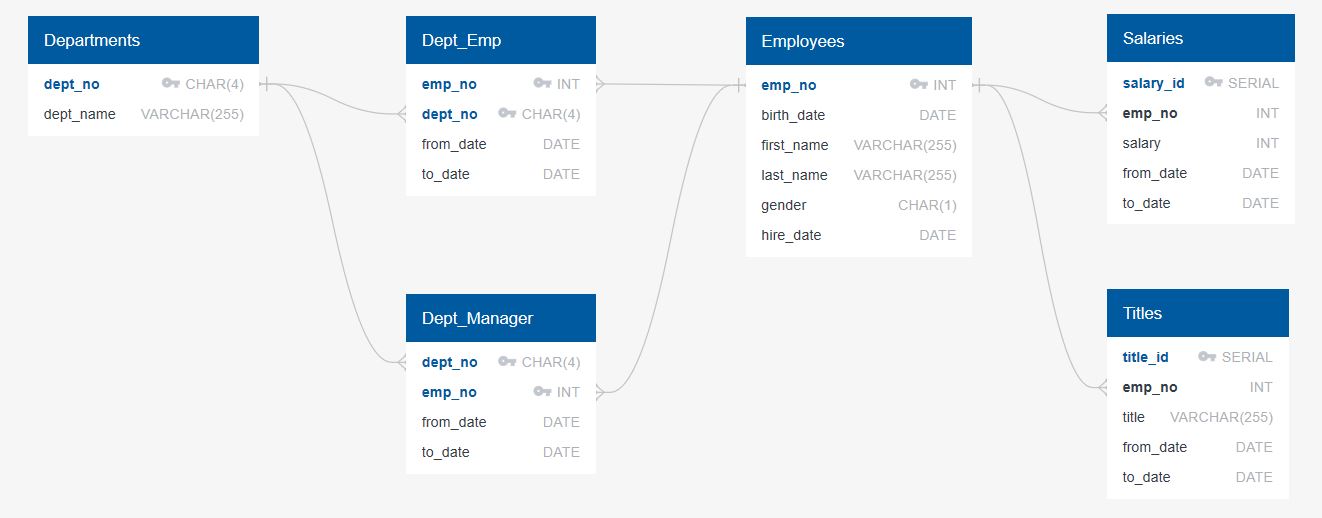 Departments
dept_no CHAR(4)
dept_name VARCHAR(255)
Dept_Emp
emp_no INT
dept_no CHAR(4)
from_date DATE
to_date DATE
Dept_Manager
dept_no CHAR(4)
emp_no INT
from_date DATE
to_date DATE
Employees
emp_no INT
birth_date DATE
first_name VARCHAR(255)
last_name VARCHAR(255)
gender CHAR(1)
hire_date DATE
Salaries
salary_id SERIAL
emp_no INT
salary INT
from_date DATE
to_date DATE
Titles
title_id SERIAL
emp_no INT
title VARCHAR(255)
from_date DATE
to_date DATE